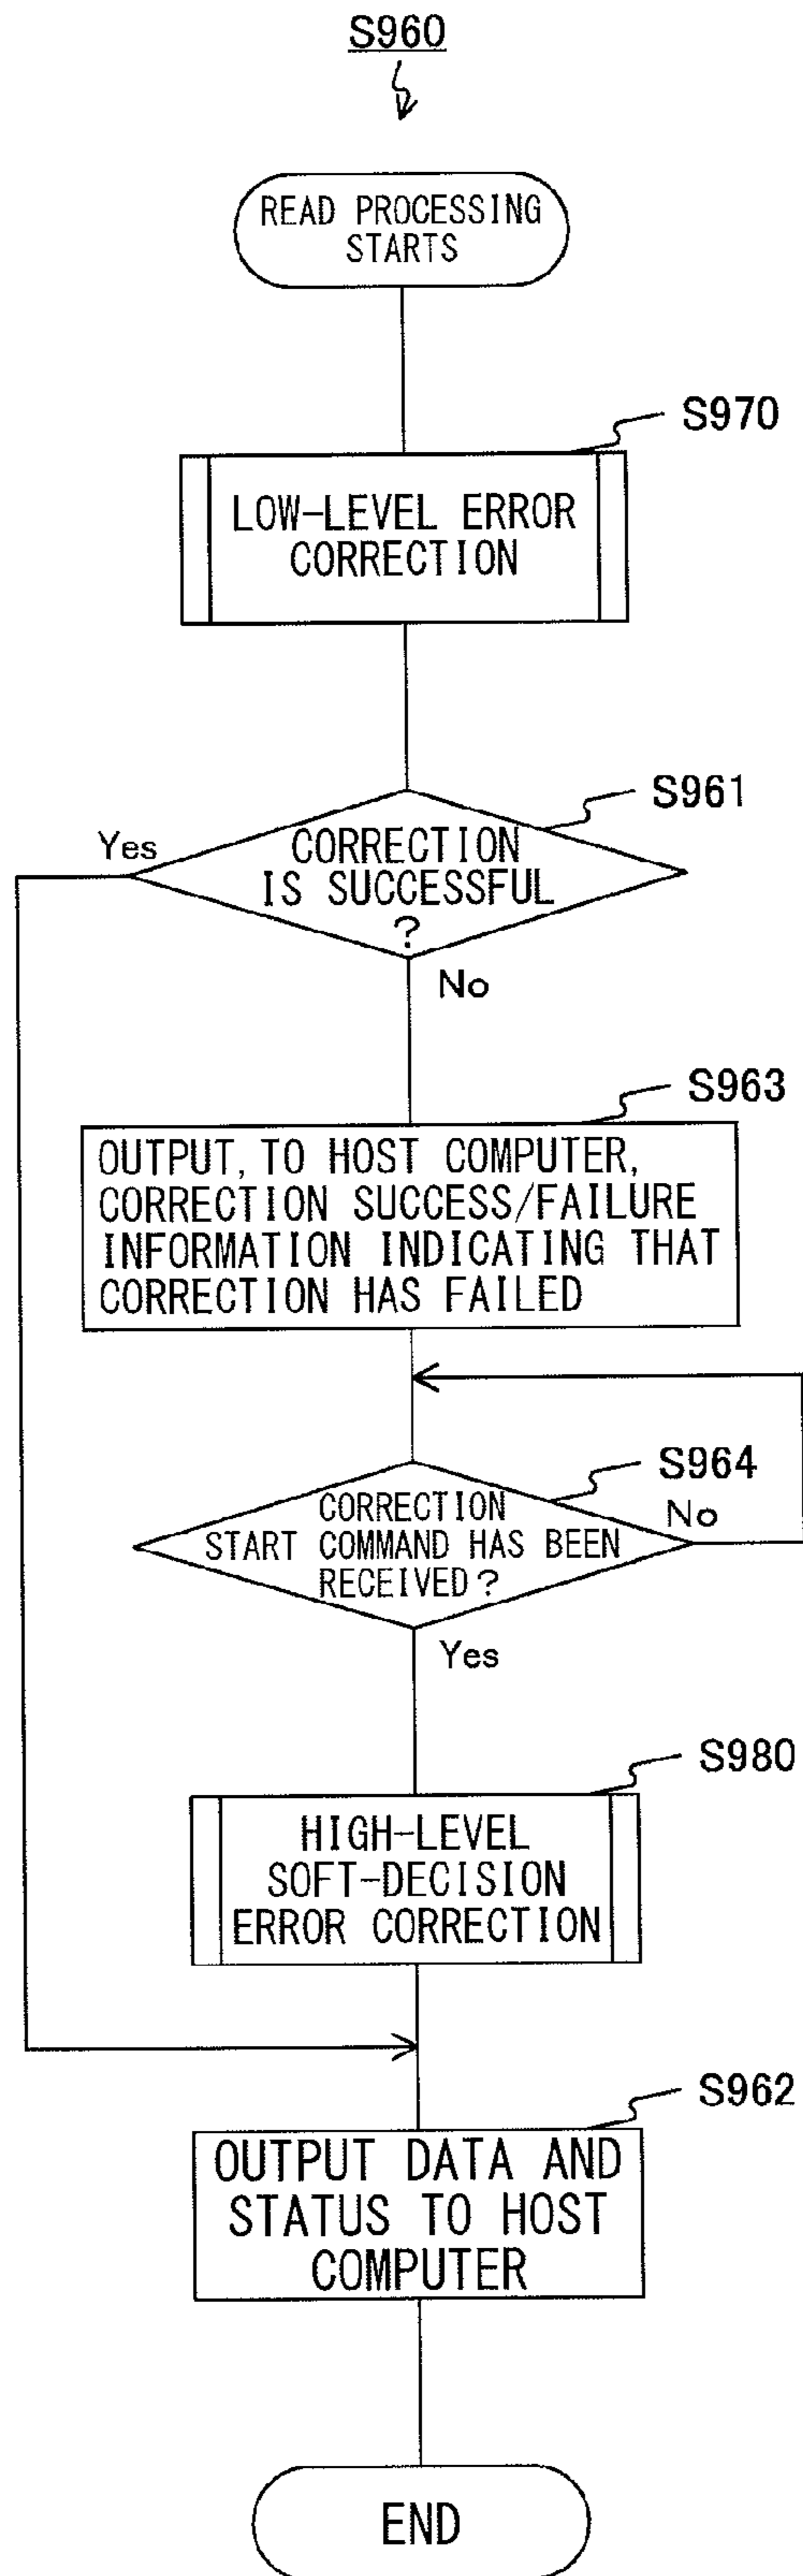 S960
READ PROCESSING
STARTS
S970
LOW-LEVEL ERROR
CORRECTION
S961
Yes
CORRECTION
IS SUCCESSFUL
?
No
S963
OUTPUT, TO HOST COMPUTER,
CORRECTION SUCCESS/FAILURE
INFORMATION INDICATING THAT
CORRECTION HAS FAILED
S964
No
CORRECTION
START COMMAND HAS BEEN
RECEIVED?
Yes
S980
HIGH-LEVEL
SOFT-DECISION
ERROR CORRECTION
S962
OUTPUT DATA AND
STATUS TO HOST
COMPUTER
END